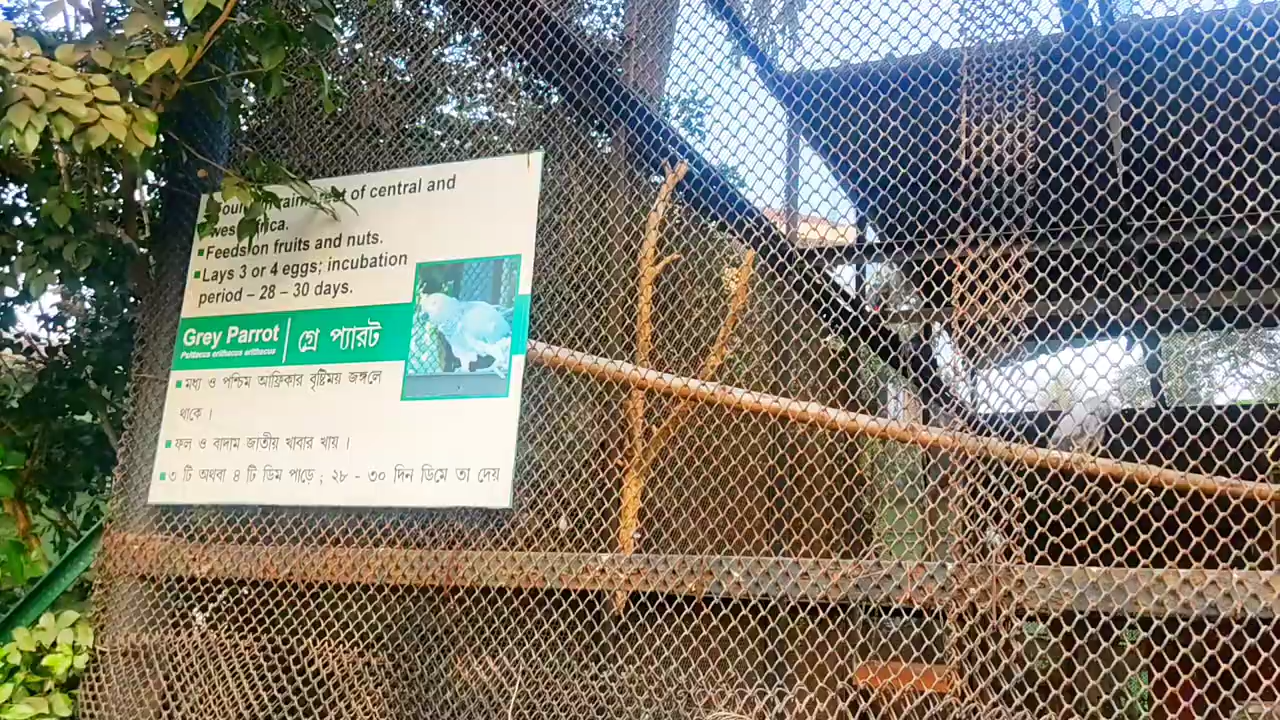 of central and
▪ Feeds on fruits and nuts.
▪ Lays 3 or 4 eggs; incubation
period – 28 – 30 days.
Grey Parrot | গ্রে প্যারট
Psittacus erithacus erithacus
▪ মধ্য ও পশ্চিম আফ্রিকার বৃষ্টিময় জঙ্গলে
থাকে ।
▪ ফল ও বাদাম জাতীয় খাবার খায় ।
▪ ৩ টি অথবা ৪ টি ডিম পাড়ে ; ২৮ - ৩০ দিন ডিমে তা দেয়